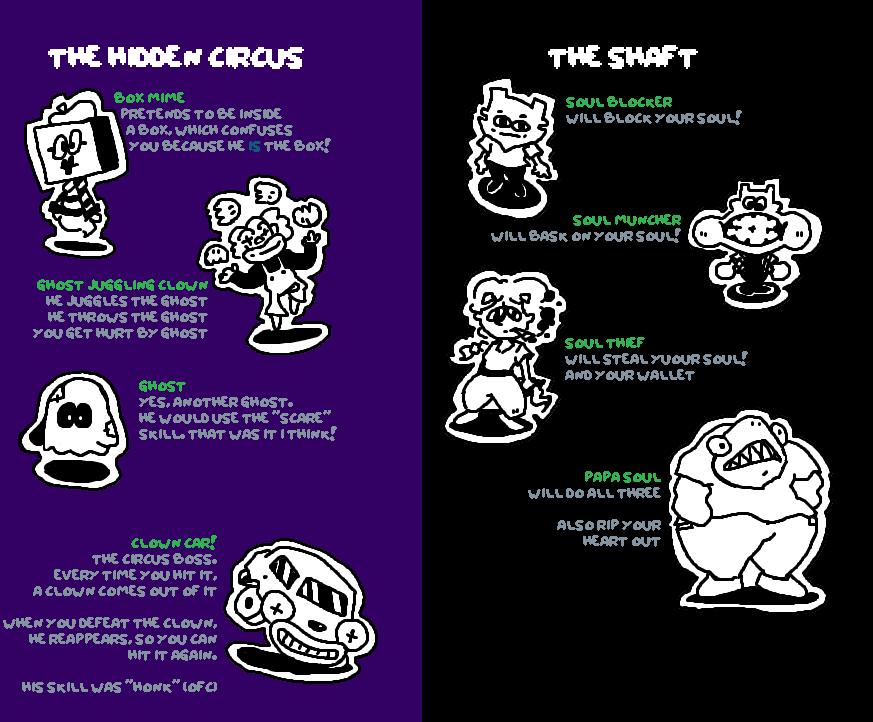 THE HIDDEN CIRCUS
BOX MIME
PRETENDS TO BE INSIDE
A BOX, WHICH CONFUSES
YOU BECAUSE HE IS THE BOX!
GHOST JUGGLING CLOWN
HE JUGGLES THE GHOST
HE THROWS THE GHOST
YOU GET HURT BY GHOST
GHOST
YES, ANOTHER GHOST.
HE WOULD USE THE "SCARE"
SKILL. THAT WAS IT I THINK!
CLOWN CAR!
THE CIRCUS BOSS.
EVERY TIME YOU HIT IT,
A CLOWN COMES OUT OF IT
WHEN YOU DEFEAT THE CLOWN,
HE REAPPEARS, SO YOU CAN
HIT IT AGAIN.
HIS SKILL WAS "HONK" (OFC)
THE SHAFT
SOUL BLOCKER
WILL BLOCK YOUR SOUL!
SOUL MUNCHER
WILL BASK ON YOUR SOUL!
SOUL THIEF
WILL STEAL YUOUR SOUL!
AND YOUR WALLET
PAPA SOUL
WILL DO ALL THREE
ALSO RIP YOUR
HEART OUT